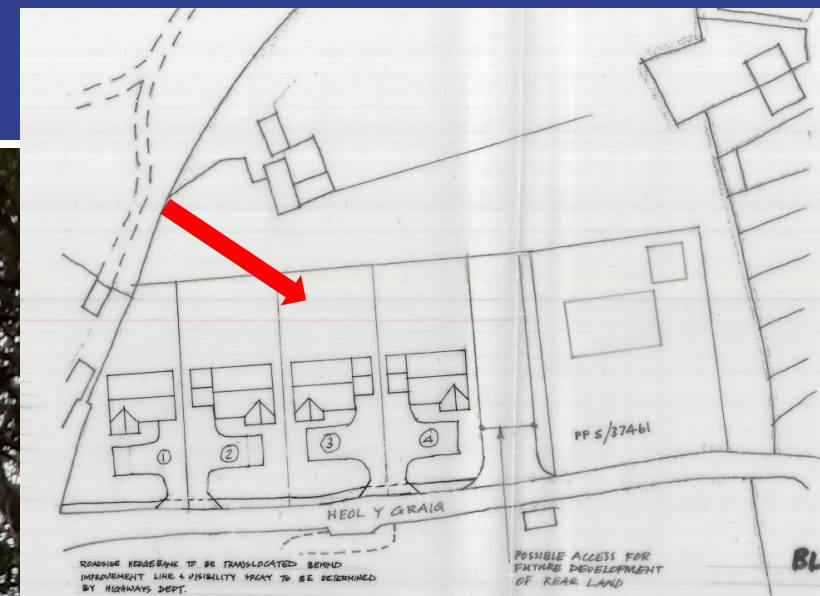 PP S/37461
①
②
③
④
HEOL Y GRAIG
ROADSIDE HEDGEBANK TO BE TRANSLOCATED BEHIND
IMPROVEMENT LINE & VISIBILITY SPLAY TO BE DETERMINED
BY HIGHWAYS DEPT.
POSSIBLE ACCESS FOR
FUTURE DEVELOPMENT
OF REAR LAND
BL